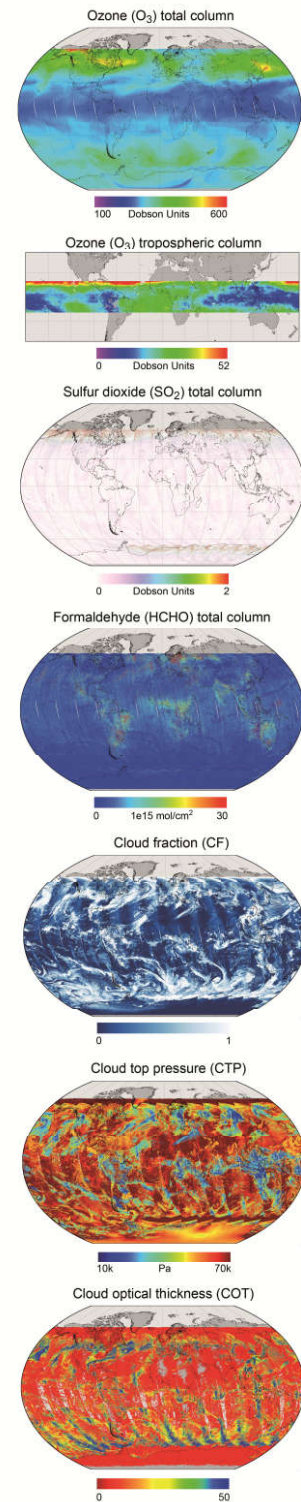 Ozone (O₃) total column
100 Dobson Units 600
Ozone (O₃) tropospheric column
0 Dobson Units 52
Sulfur dioxide (SO₂) total column
0 Dobson Units 2
Formaldehyde (HCHO) total column
0 1e15 mol/cm² 30
Cloud fraction (CF)
0 1
Cloud top pressure (CTP)
10k Pa 70k
Cloud optical thickness (COT)
0 50